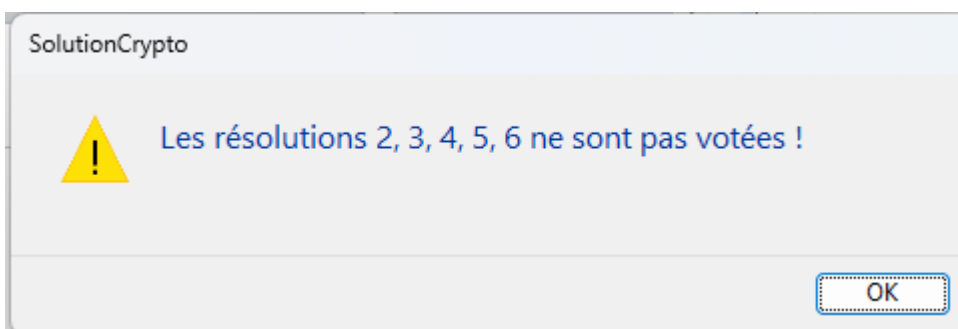 SolutionCrypto
Les résolutions 2, 3, 4, 5, 6 ne sont pas votées !
OK